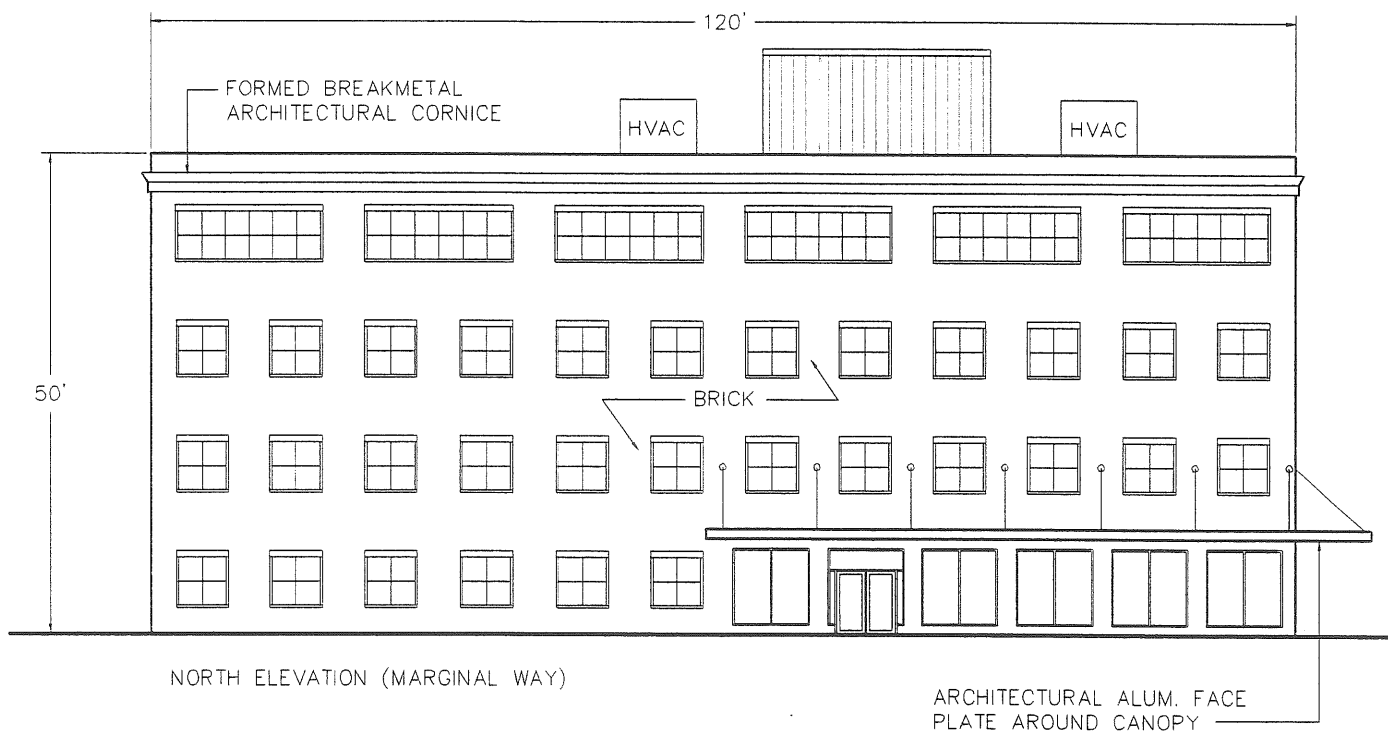 120'
FORMED BREAKMETAL
ARCHITECTURAL CORNICE
HVAC
HVAC
50'
BRICK
NORTH ELEVATION (MARGINAL WAY)
ARCHITECTURAL ALUM. FACE
PLATE AROUND CANOPY